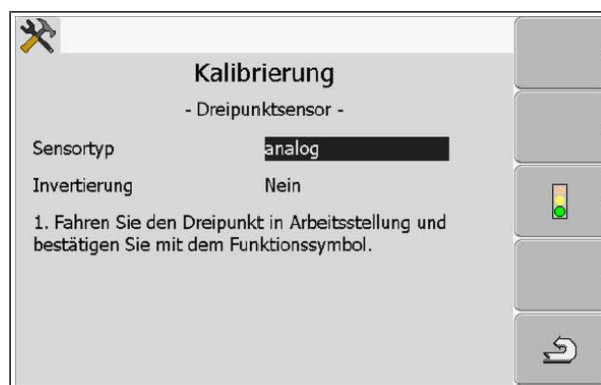 Kalibrierung
- Dreipunktsensor -
Sensortyp analog
Invertierung Nein
1. Fahren Sie den Dreipunkt in Arbeitsstellung und
bestätigen Sie mit dem Funktionssymbol.